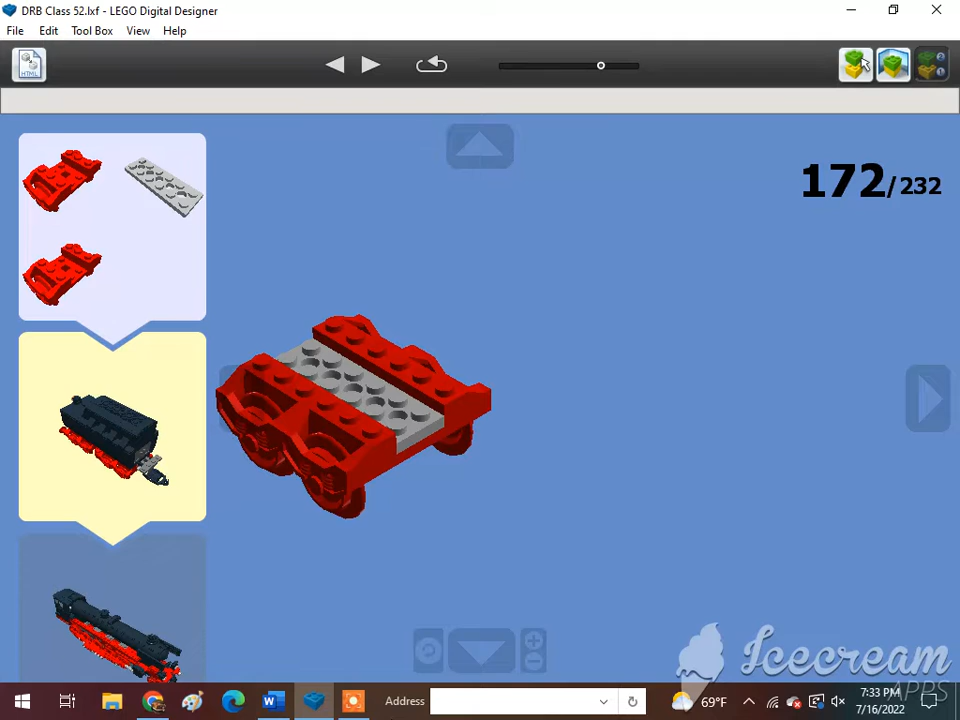 DRB Class 52.lxf - LEGO Digital Designer
File Edit Tool Box View Help
HTML
172/232
Icecream
APPS
Address
69°F
7:33 PM
7/16/2022